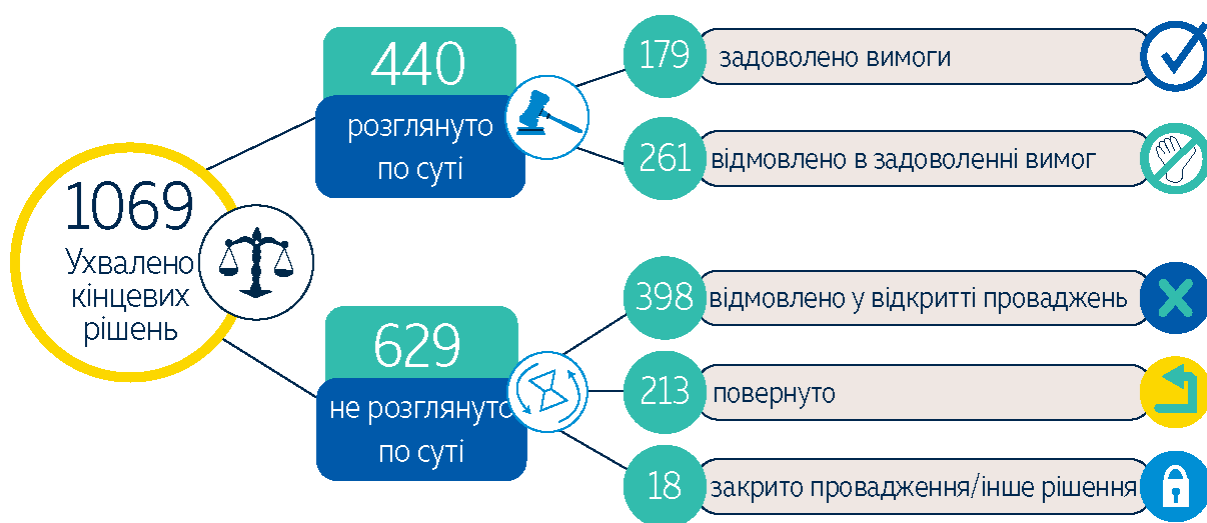 1069
Ухвалено
кінцевих
рішень
440
розглянуто
по суті
179
задоволено вимоги
261
відмовлено в задоволенні вимог
629
не розглянуто
по суті
398
відмовлено у відкритті проваджень
213
повернуто
18
закрито провадження/інше рішення